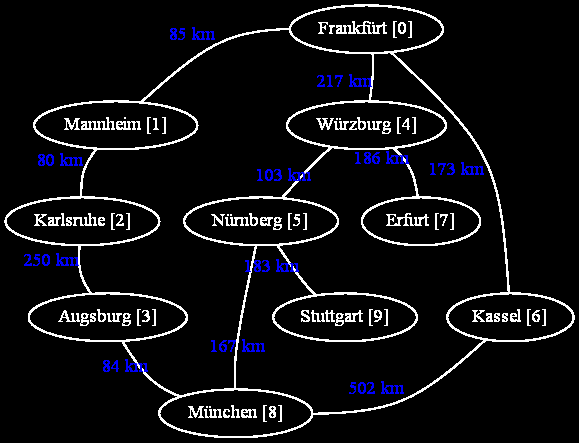 Frankfürt [0]
85 km
217 km
Mannheim [1]
Würzburg [4]
80 km
103 km
186 km
173 km
Karlsruhe [2]
Nürnberg [5]
Erfurt [7]
250 km
183 km
Augsburg [3]
Stuttgart [9]
Kassel [6]
167 km
84 km
502 km
München [8]